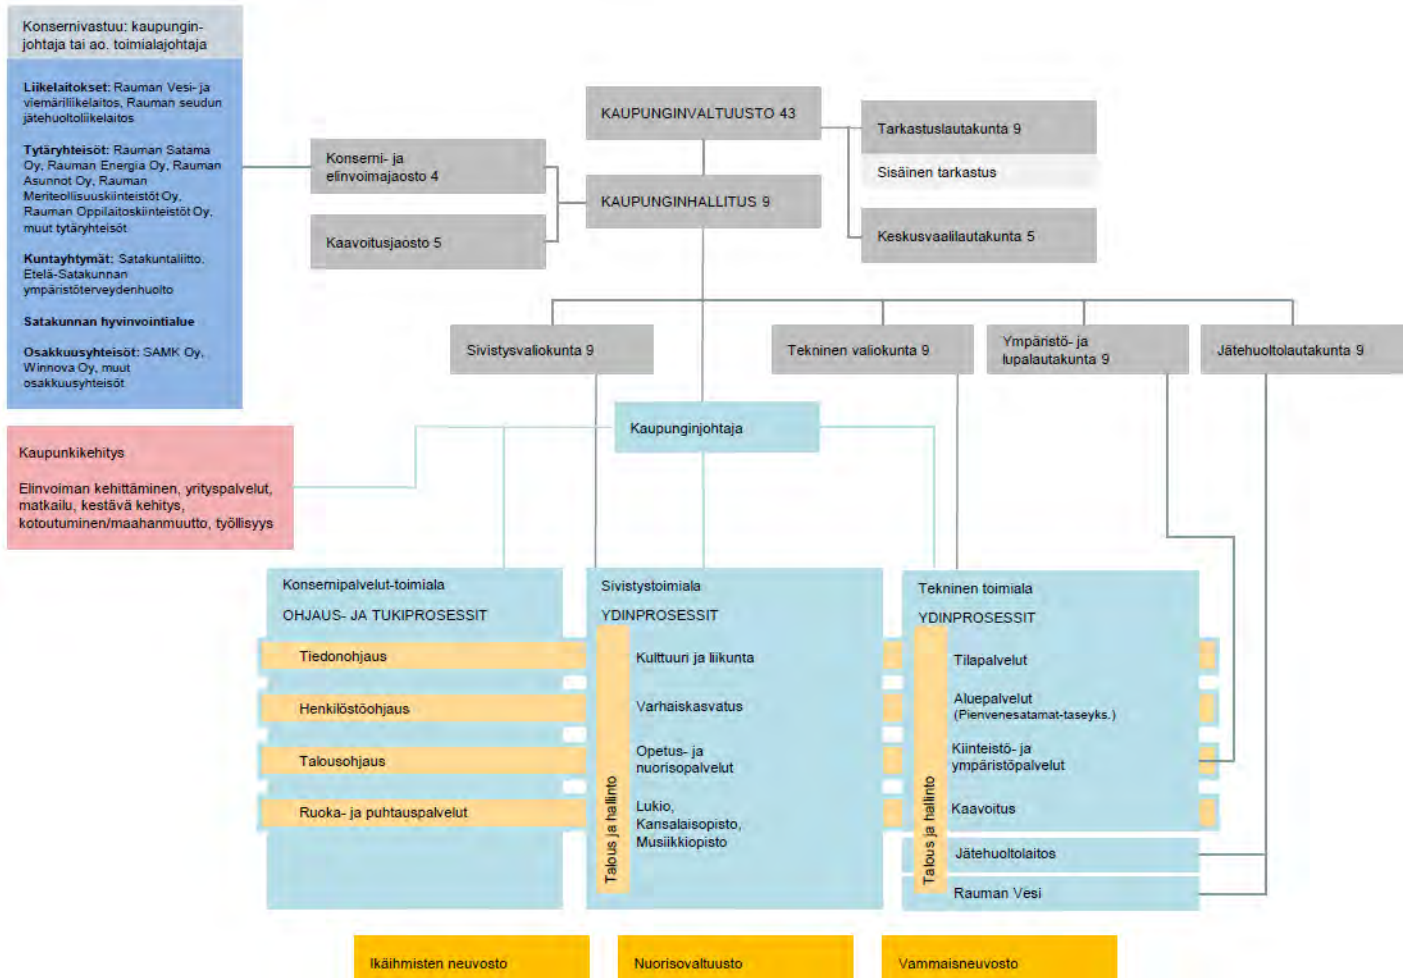 Konsernivastuu: kaupungin-
johtaja tai ao. toimialajohtaja
Liikelaitokset: Rauman Vesi- ja
viemäriliikelaitos, Rauman seudun
jätehuoltoliikelaitos
Tytäryhteisöt: Rauman Satama
Oy, Rauman Energia Oy, Rauman
Asunnot Oy, Rauman
Meriteollisuuskiinteistöt Oy,
Rauman Oppilaitoskiinteistöt Oy,
muut tytäryhteisöt
Kuntayhtymät: Satakuntaliitto,
Etelä-Satakunnan
ympäristöterveydenhuolto
Satakunnan hyvinvointialue
Osakkuusyhteisöt: SAMK Oy,
Winnova Oy, muut
osakkuusyhteisöt
KAUPUNGINVALTUUSTO 43
Tarkastuslautakunta 9
Sisäinen tarkastus
Konserni- ja
elinvoimajaosto 4
KAUPUNGINHALLITUS 9
Kaavoitusjaosto 5
Keskusvaalilautakunta 5
Sivistysvaliokunta 9
Tekninen valiokunta 9
Ympäristö- ja
lupalautakunta 9
Jätehuoltolautakunta 9
Kaupunginjohtaja
Kaupunkikehitys
Elinvoiman kehittäminen, yrityspalvelut,
matkailu, kestävä kehitys,
kotoutuminen/maahanmuutto, työllisyys
Konsernipalvelut-toimiala
OHJAUS- JA TUKIPROSESSIT
Tiedonohjaus
Henkilöstöohjaus
Talousohjaus
Ruoka- ja puhtauspalvelut
Sivistystoimiala
YDINPROSESSIT
Talous ja hallinto
Kulttuuri ja liikunta
Varhaiskasvatus
Opetus- ja
nuorisopalvelut
Lukio,
Kansalaisopisto,
Musiikkiopisto
Tekninen toimiala
YDINPROSESSIT
Talous ja hallinto
Tilapalvelut
Aluepalvelut
(Pienvenesatamat-taseyks.)
Kiinteistö- ja
ympäristöpalvelut
Kaavoitus
Jätehuoltolaitos
Rauman Vesi
Ikäihmisten neuvosto
Nuorisovaltuusto
Vammaisneuvosto